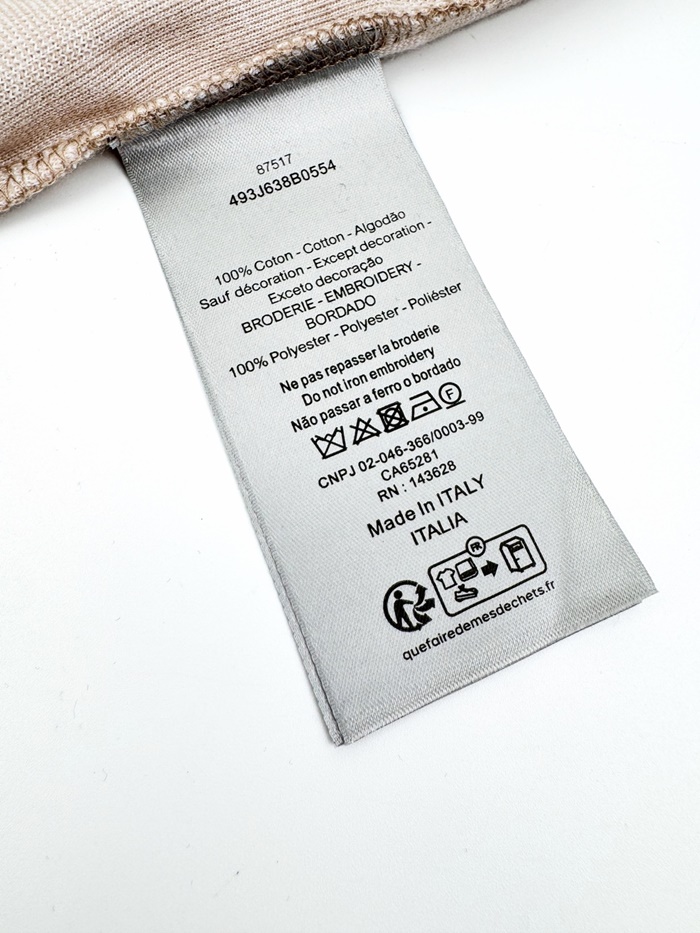 87517
493J638B0554
100% Coton - Cotton - Algodão
Sauf décoration - Except decoration -
Exceto decoração
BRODERIE - EMBROIDERY -
BORDADO
100% Polyester - Polyester - Poliéster
Ne pas repasser la broderie
Do not iron embroidery
Não passar a ferro o bordado
F
CNPJ 02-046-366/0003-99
CA65281
RN : 143628
Made In ITALY
ITALIA
FR
quefairedemesdechets.fr